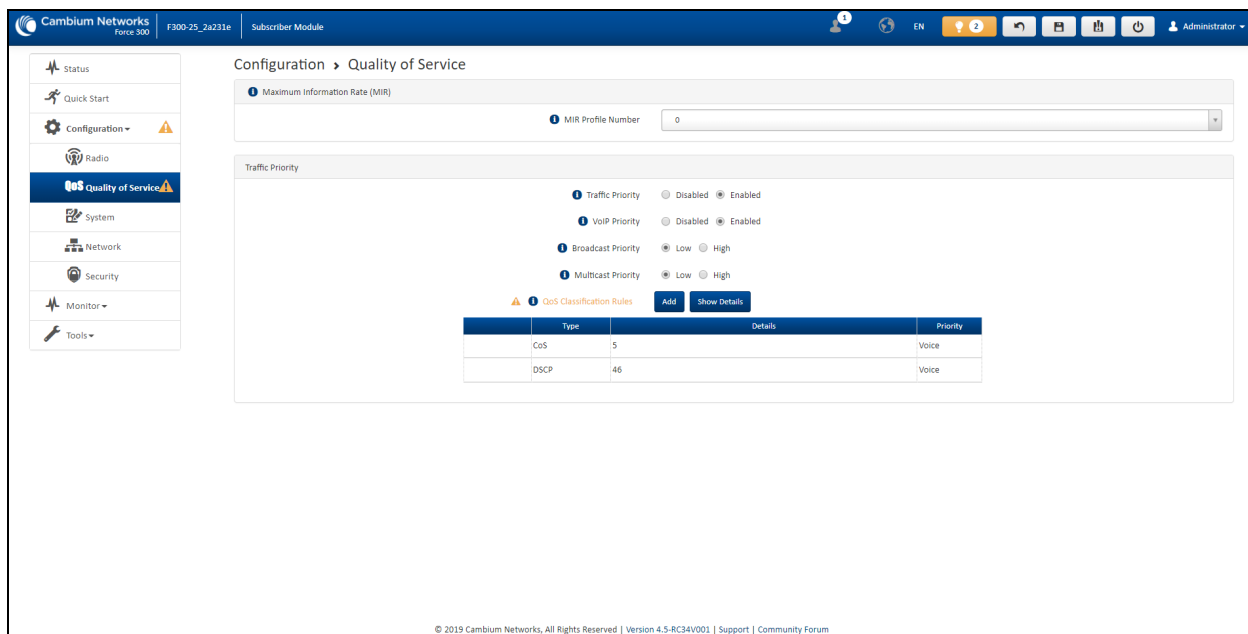 Cambium Networks
Force 300
F300-25_2a231e
Subscriber Module
1
EN
2
Administrator
Status
Quick Start
Configuration
Radio
QoS Quality of Service
System
Network
Security
Monitor
Tools
Configuration > Quality of Service
Maximum Information Rate (MIR)
MIR Profile Number 0
Traffic Priority
Traffic Priority Disabled Enabled
VoIP Priority Disabled Enabled
Broadcast Priority Low High
Multicast Priority Low High
QoS Classification Rules Add Show Details
Type Details Priority
CoS 5 Voice
DSCP 46 Voice
© 2019 Cambium Networks, All Rights Reserved | Version 4.5-RC34V001 | Support | Community Forum